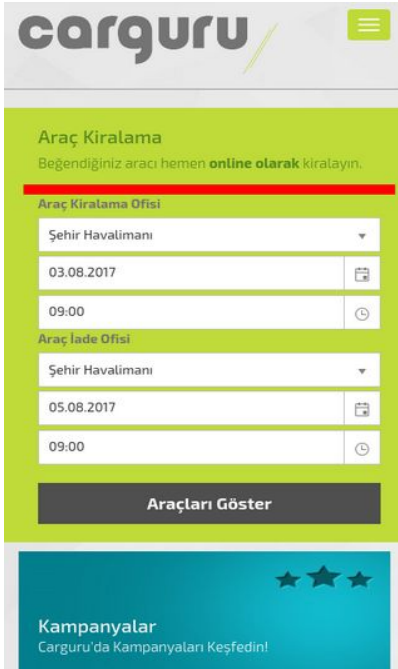 carguru
Araç Kiralama
Beğendiğiniz aracı hemen online olarak kiralayın.
Araç Kiralama Ofisi
Şehir Havalimanı
03.08.2017
09:00
Araç İade Ofisi
Şehir Havalimanı
05.08.2017
09:00
Araçları Göster
Kampanyalar
Carguru'da Kampanyaları Keşfedin!